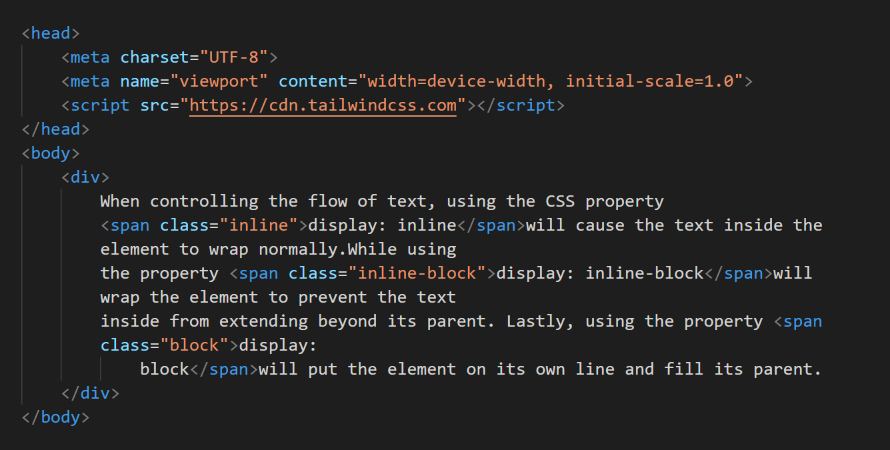 <head>
<meta charset="UTF-8">
<meta name="viewport" content="width=device-width, initial-scale=1.0">
<script src="https://cdn.tailwindcss.com"></script>
</head>
<body>
<div>
When controlling the flow of text, using the CSS property
<span class="inline">display: inline</span>will cause the text inside the
element to wrap normally.While using
the property <span class="inline-block">display: inline-block</span>will
wrap the element to prevent the text
inside from extending beyond its parent. Lastly, using the property <span
class="block">display:
block</span>will put the element on its own line and fill its parent.
</div>
</body>